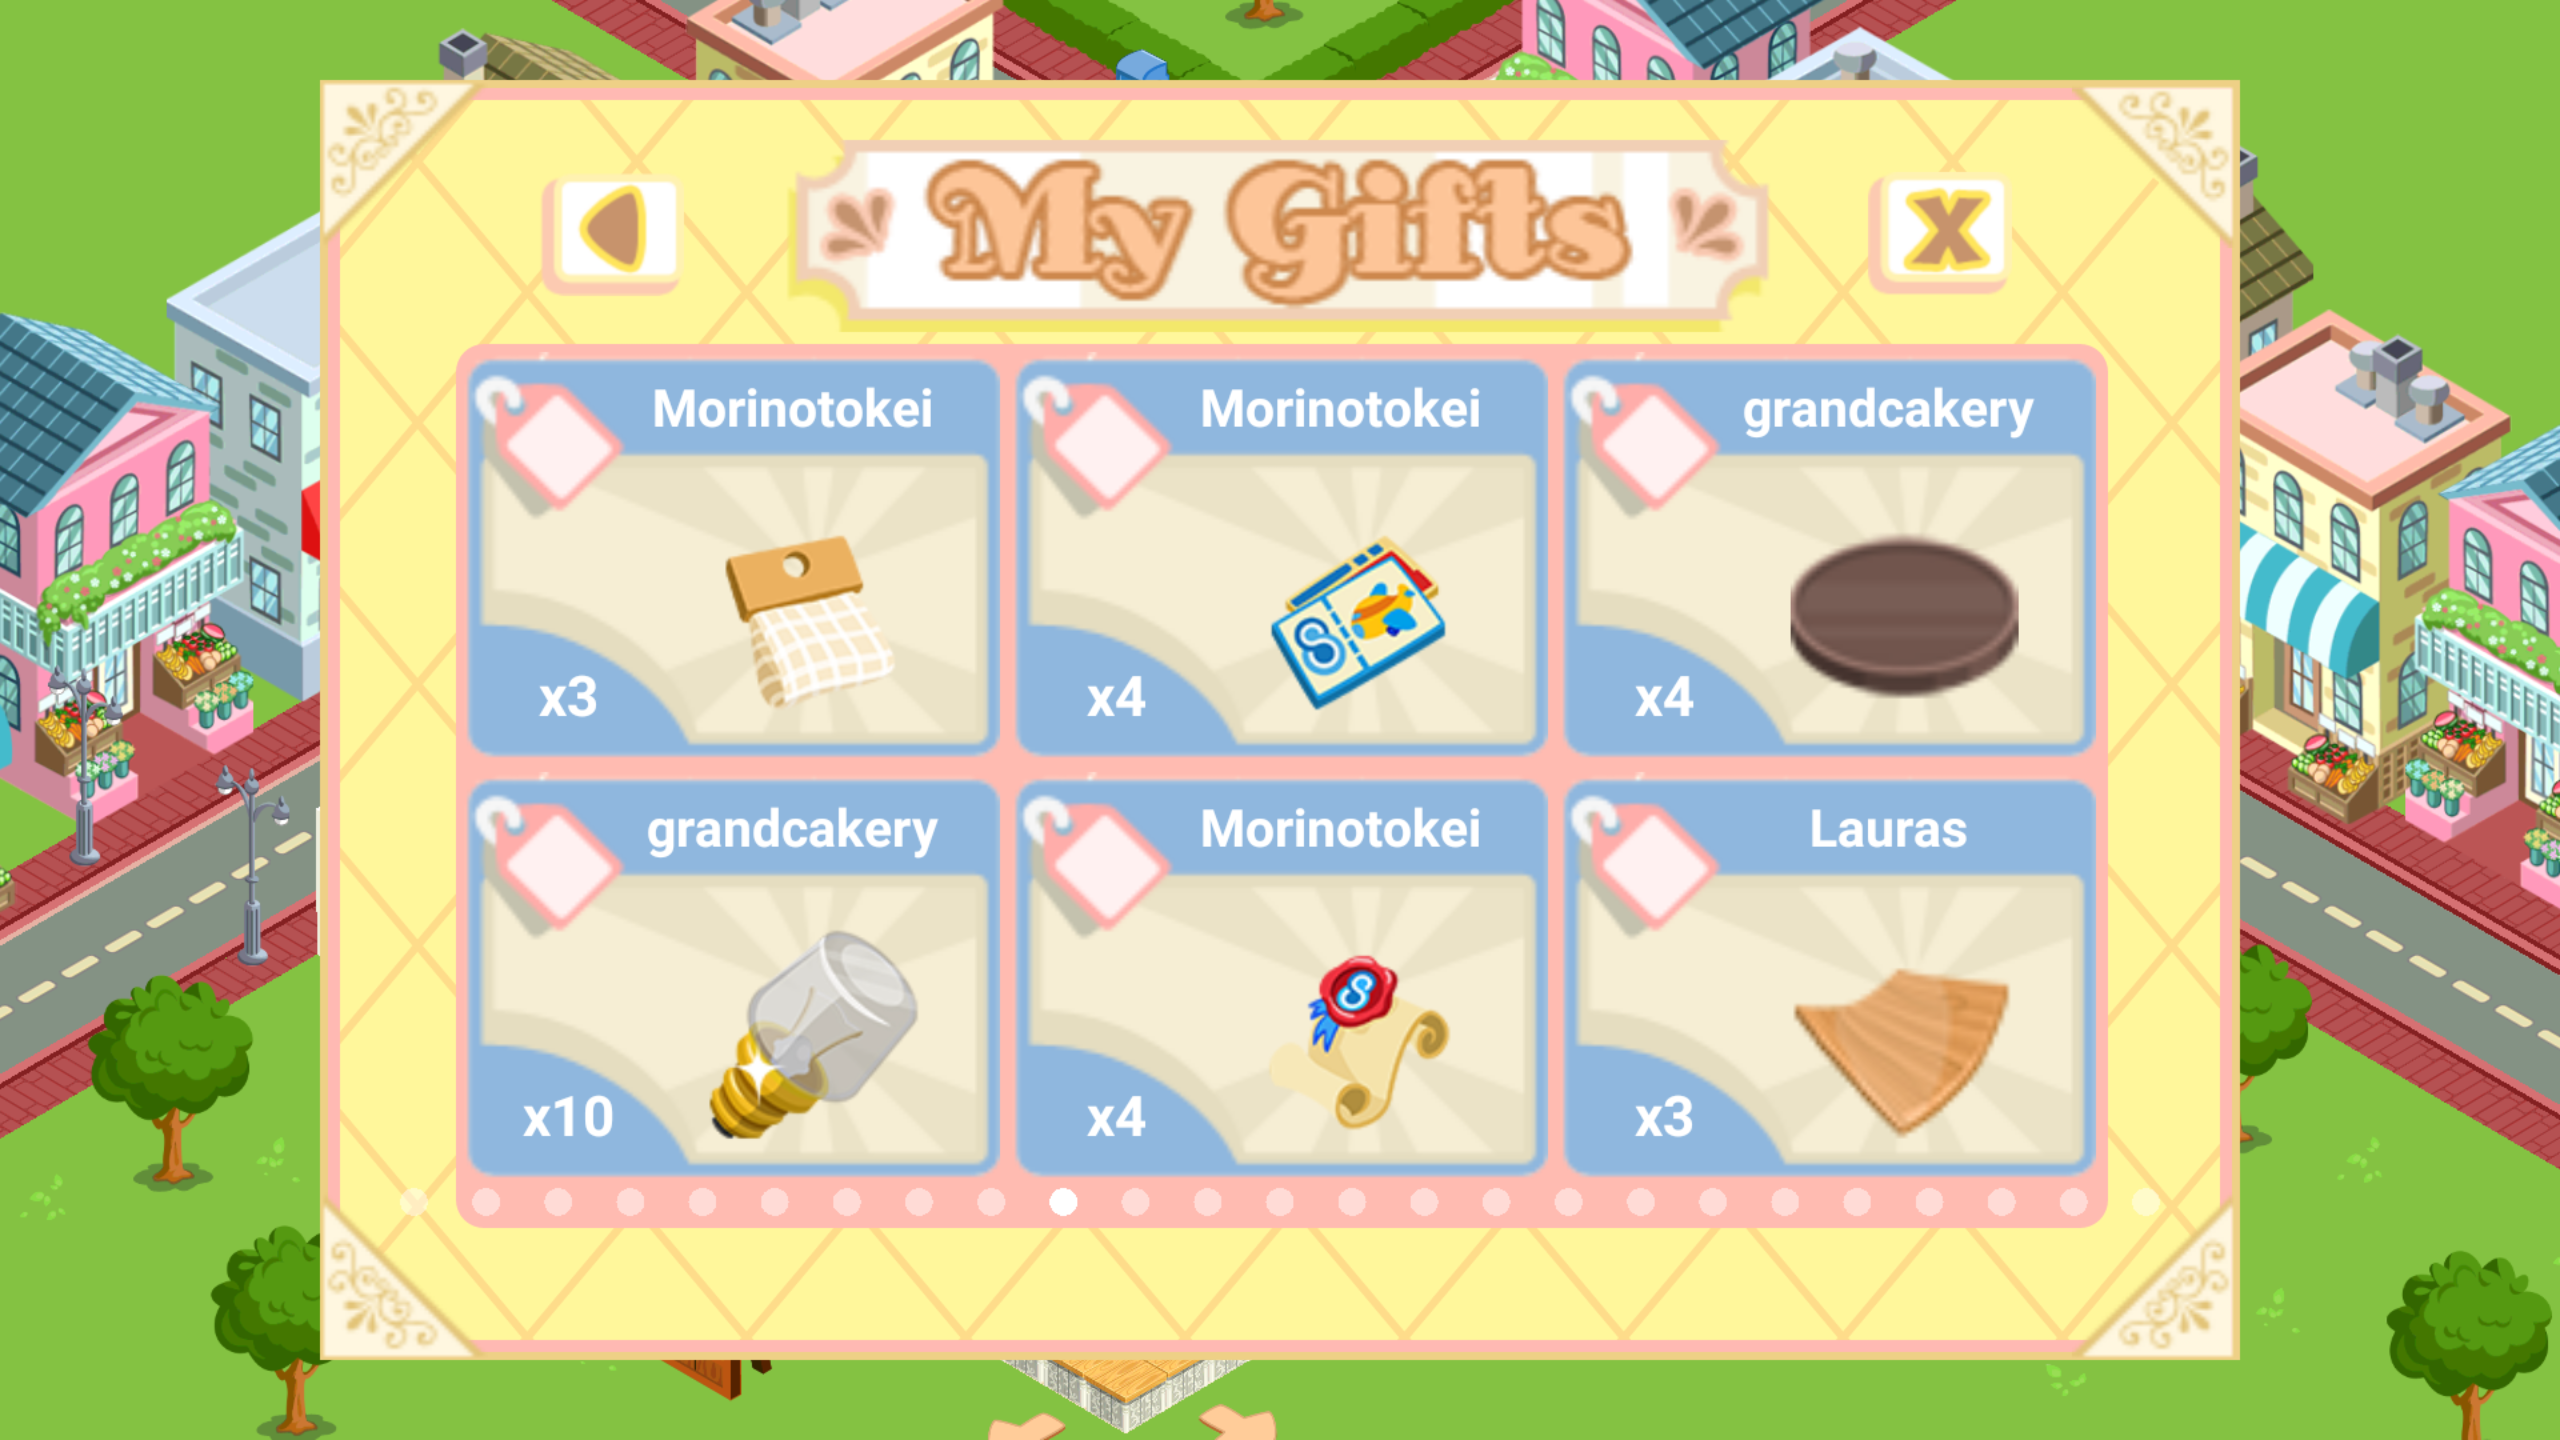 My Gifts
X
Morinotokei
x3
Morinotokei
S
x4
grandcakery
x4
grandcakery
x10
Morinotokei
S
x4
Lauras
x3